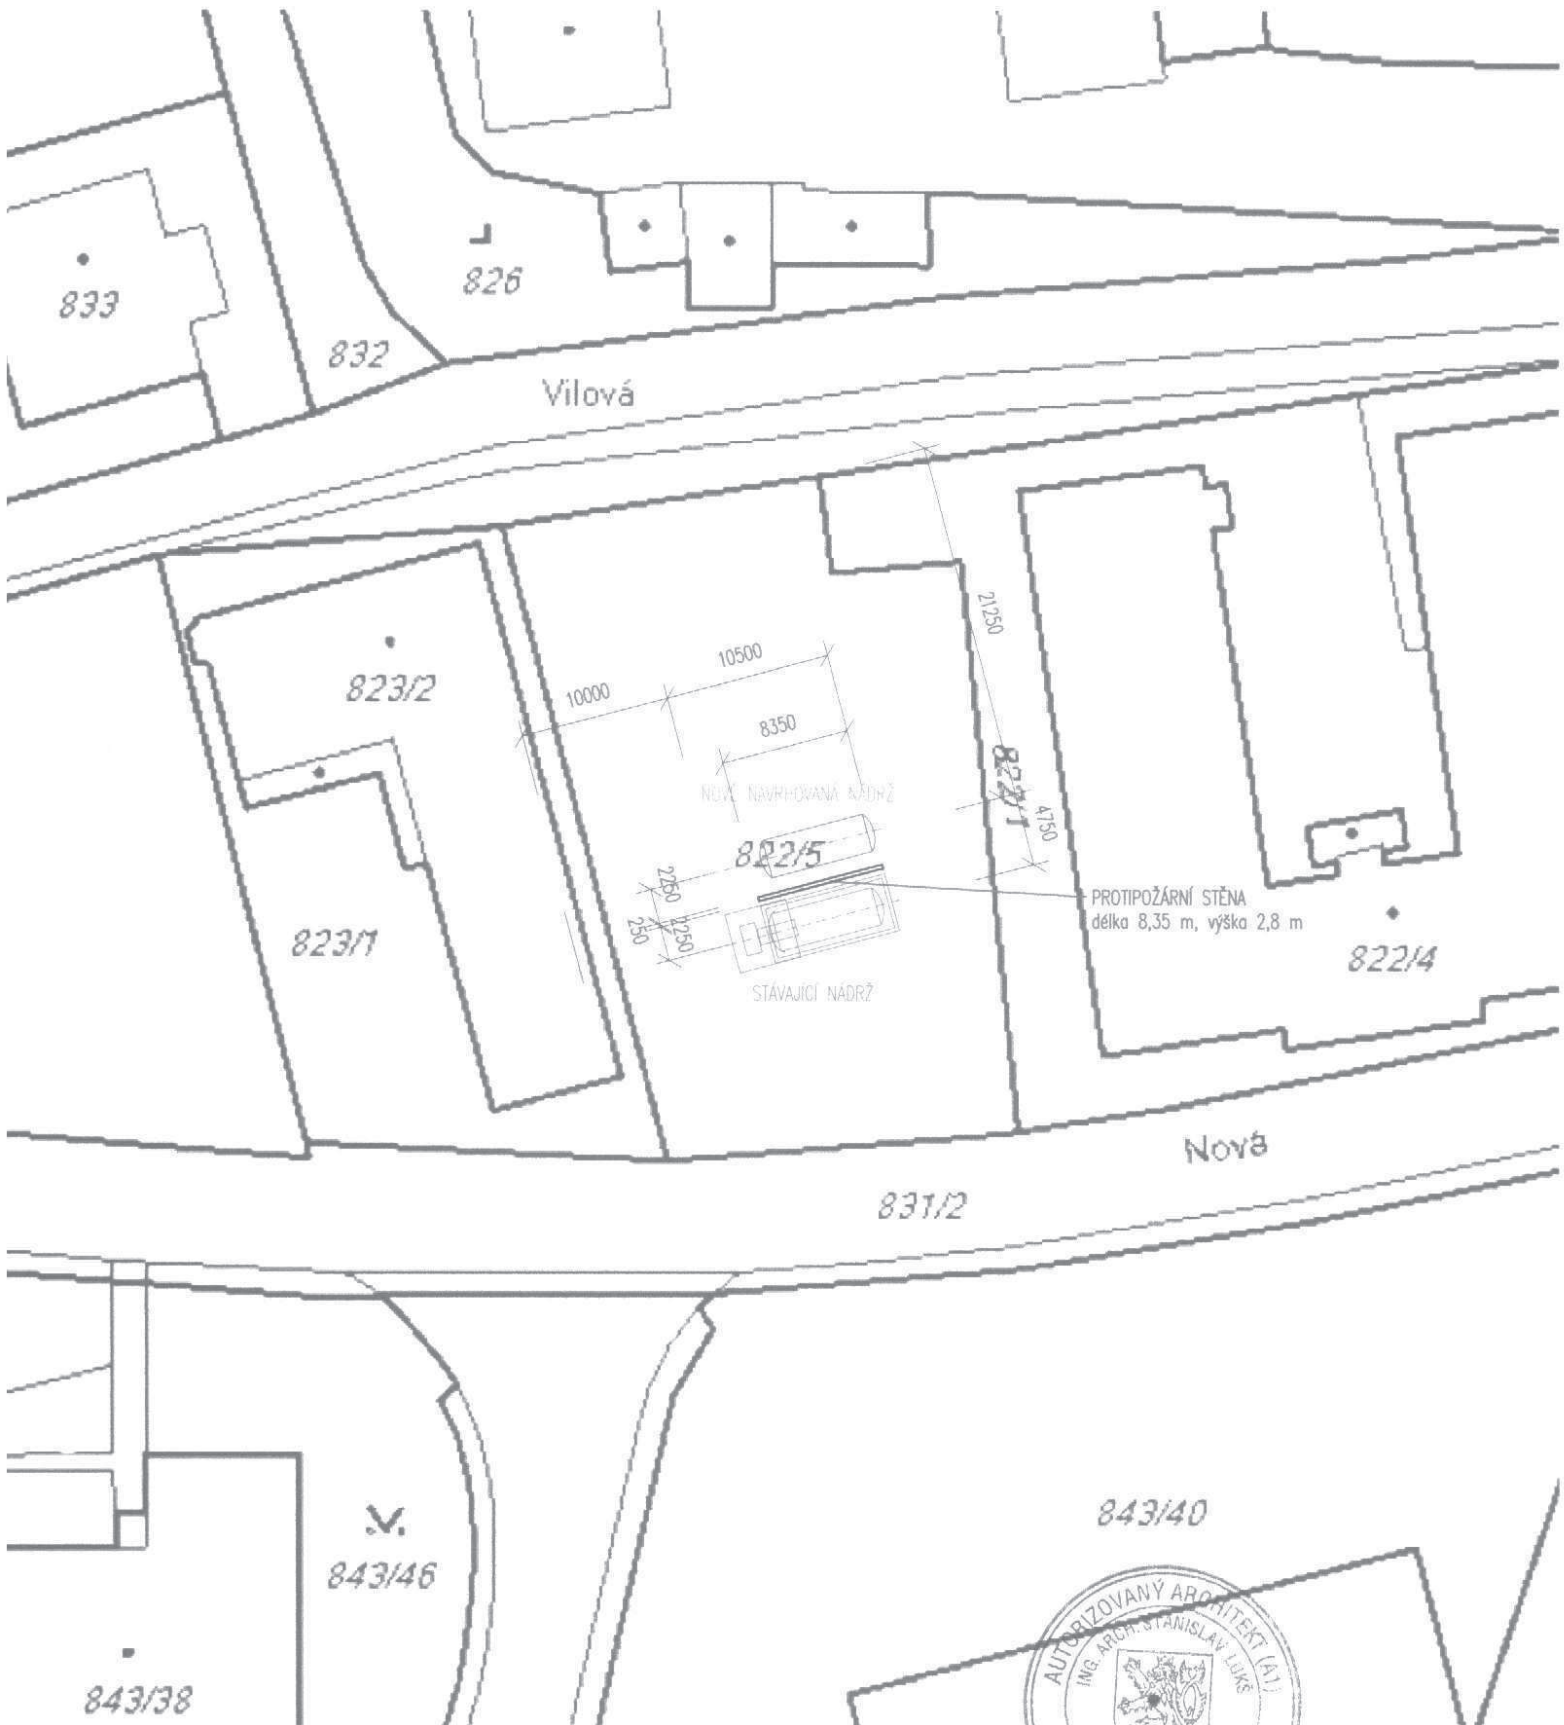 833
832
826
Vilová
823/2
10000
10500
8350
21250
NOVĚ NAVRHOVANÁ NÁDRŽ
822/1
4750
822/5
2250
250
2250
PROTIPOŽÁRNÍ STĚNA
délka 8,35 m, výška 2,8 m
823/1
STÁVAJÍCÍ NÁDRŽ
822/4
Nová
831/2
843/40
843/46
843/38
AUTORIZOVANÝ ARCHITEKT (A1)
ING. ARCH. STANISLAV LUKŠ